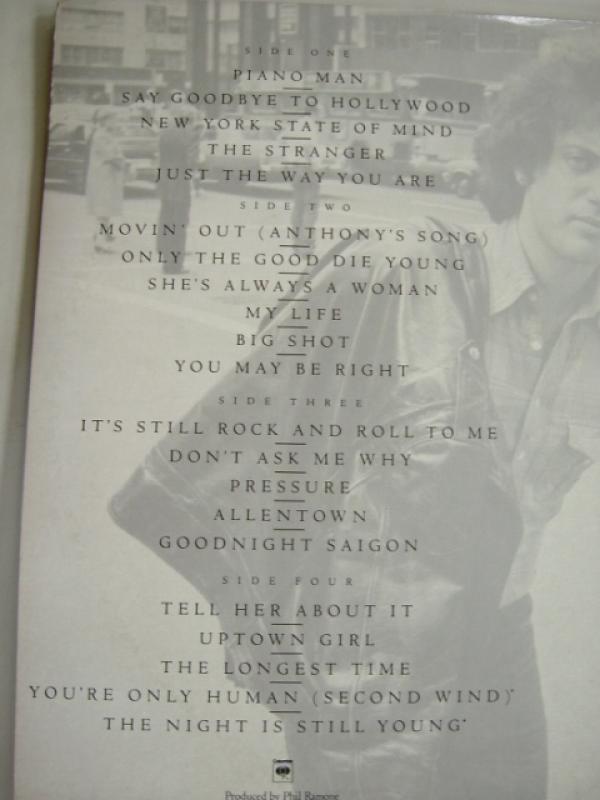 SIDE ONE
PIANO MAN
SAY GOODBYE TO HOLLYWOOD
NEW YORK STATE OF MIND
THE STRANGER
JUST THE WAY YOU ARE
SIDE TWO
MOVIN' OUT (ANTHONY'S SONG)
ONLY THE GOOD DIE YOUNG
SHE'S ALWAYS A WOMAN
MY LIFE
BIG SHOT
YOU MAY BE RIGHT
SIDE THREE
IT'S STILL ROCK AND ROLL TO ME
DON'T ASK ME WHY
PRESSURE
ALLENTOWN
GOODNIGHT SAIGON
SIDE FOUR
TELL HER ABOUT IT
UPTOWN GIRL
THE LONGEST TIME
YOU'RE ONLY HUMAN (SECOND WIND)*
THE NIGHT IS STILL YOUNG*
Columbia
Produced by Phil Ramone